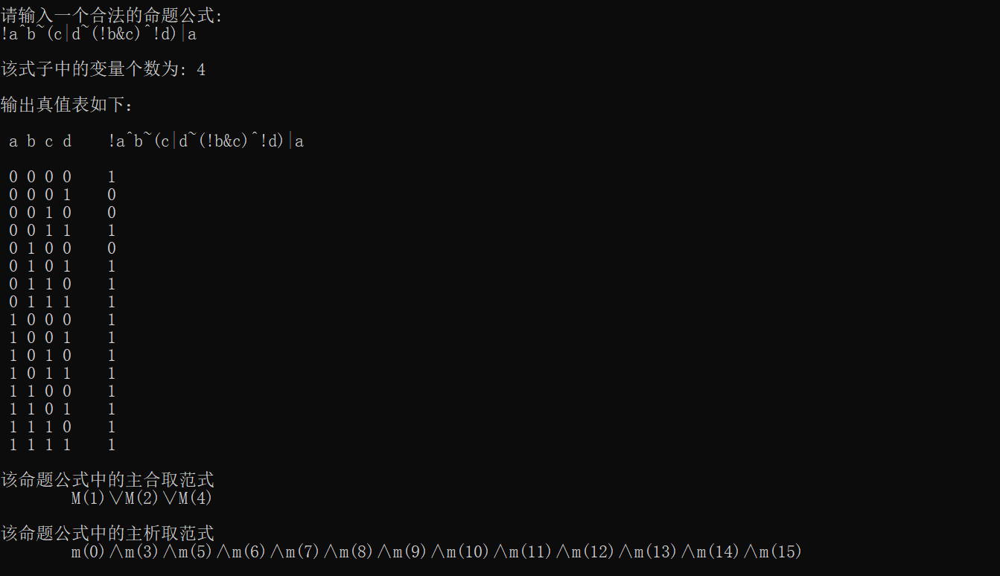 请输入一个合法的命题公式:
!a^b~(c|d~(!b&c)^!d)|a
该式子中的变量个数为: 4
输出真值表如下:
a b c d    !a^b~(c|d~(!b&c)^!d)|a
0 0 0 0    1
0 0 0 1    0
0 0 1 0    0
0 0 1 1    1
0 1 0 0    0
0 1 0 1    1
0 1 1 0    1
0 1 1 1    1
1 0 0 0    1
1 0 0 1    1
1 0 1 0    1
1 0 1 1    1
1 1 0 0    1
1 1 0 1    1
1 1 1 0    1
1 1 1 1    1
该命题公式中的主合取范式
M(1)∨M(2)∨M(4)
该命题公式中的主析取范式
m(0)∧m(3)∧m(5)∧m(6)∧m(7)∧m(8)∧m(9)∧m(10)∧m(11)∧m(12)∧m(13)∧m(14)∧m(15)